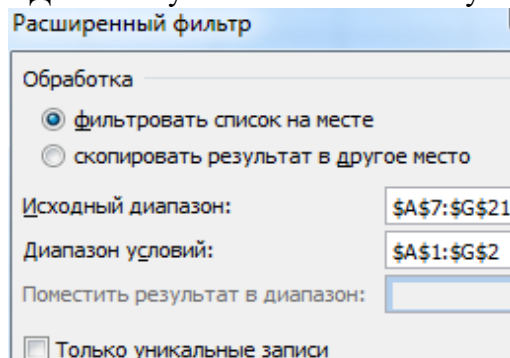 Расширенный фильтр
Обработка
фильтровать список на месте
скопировать результат в другое место
Исходный диапазон: $A$7:$G$21
Диапазон условий: $A$1:$G$2
Поместить результат в диапазон:
Только уникальные записи